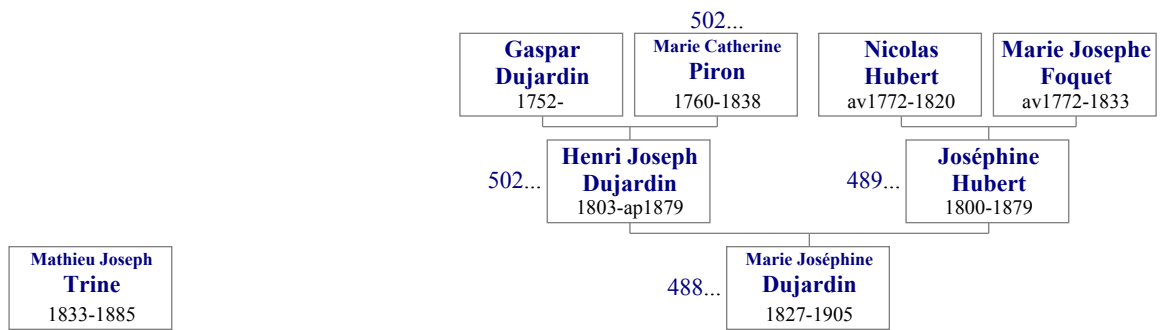 502...
Gaspar
Dujardin
1752-
Marie Catherine
Piron
1760-1838
Nicolas
Hubert
av1772-1820
Marie Josephe
Foquet
av1772-1833
502...
Henri Joseph
Dujardin
1803-ap1879
489...
Joséphine
Hubert
1800-1879
Mathieu Joseph
Trine
1833-1885
488...
Marie Joséphine
Dujardin
1827-1905